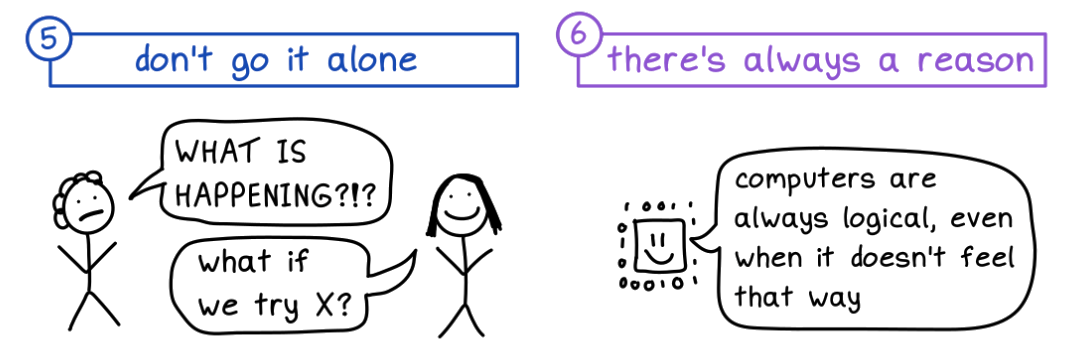 5
don't go it alone
WHAT IS
HAPPENING?!?
what if
we try X?
6
there's always a reason
computers are
always logical, even
when it doesn't feel
that way